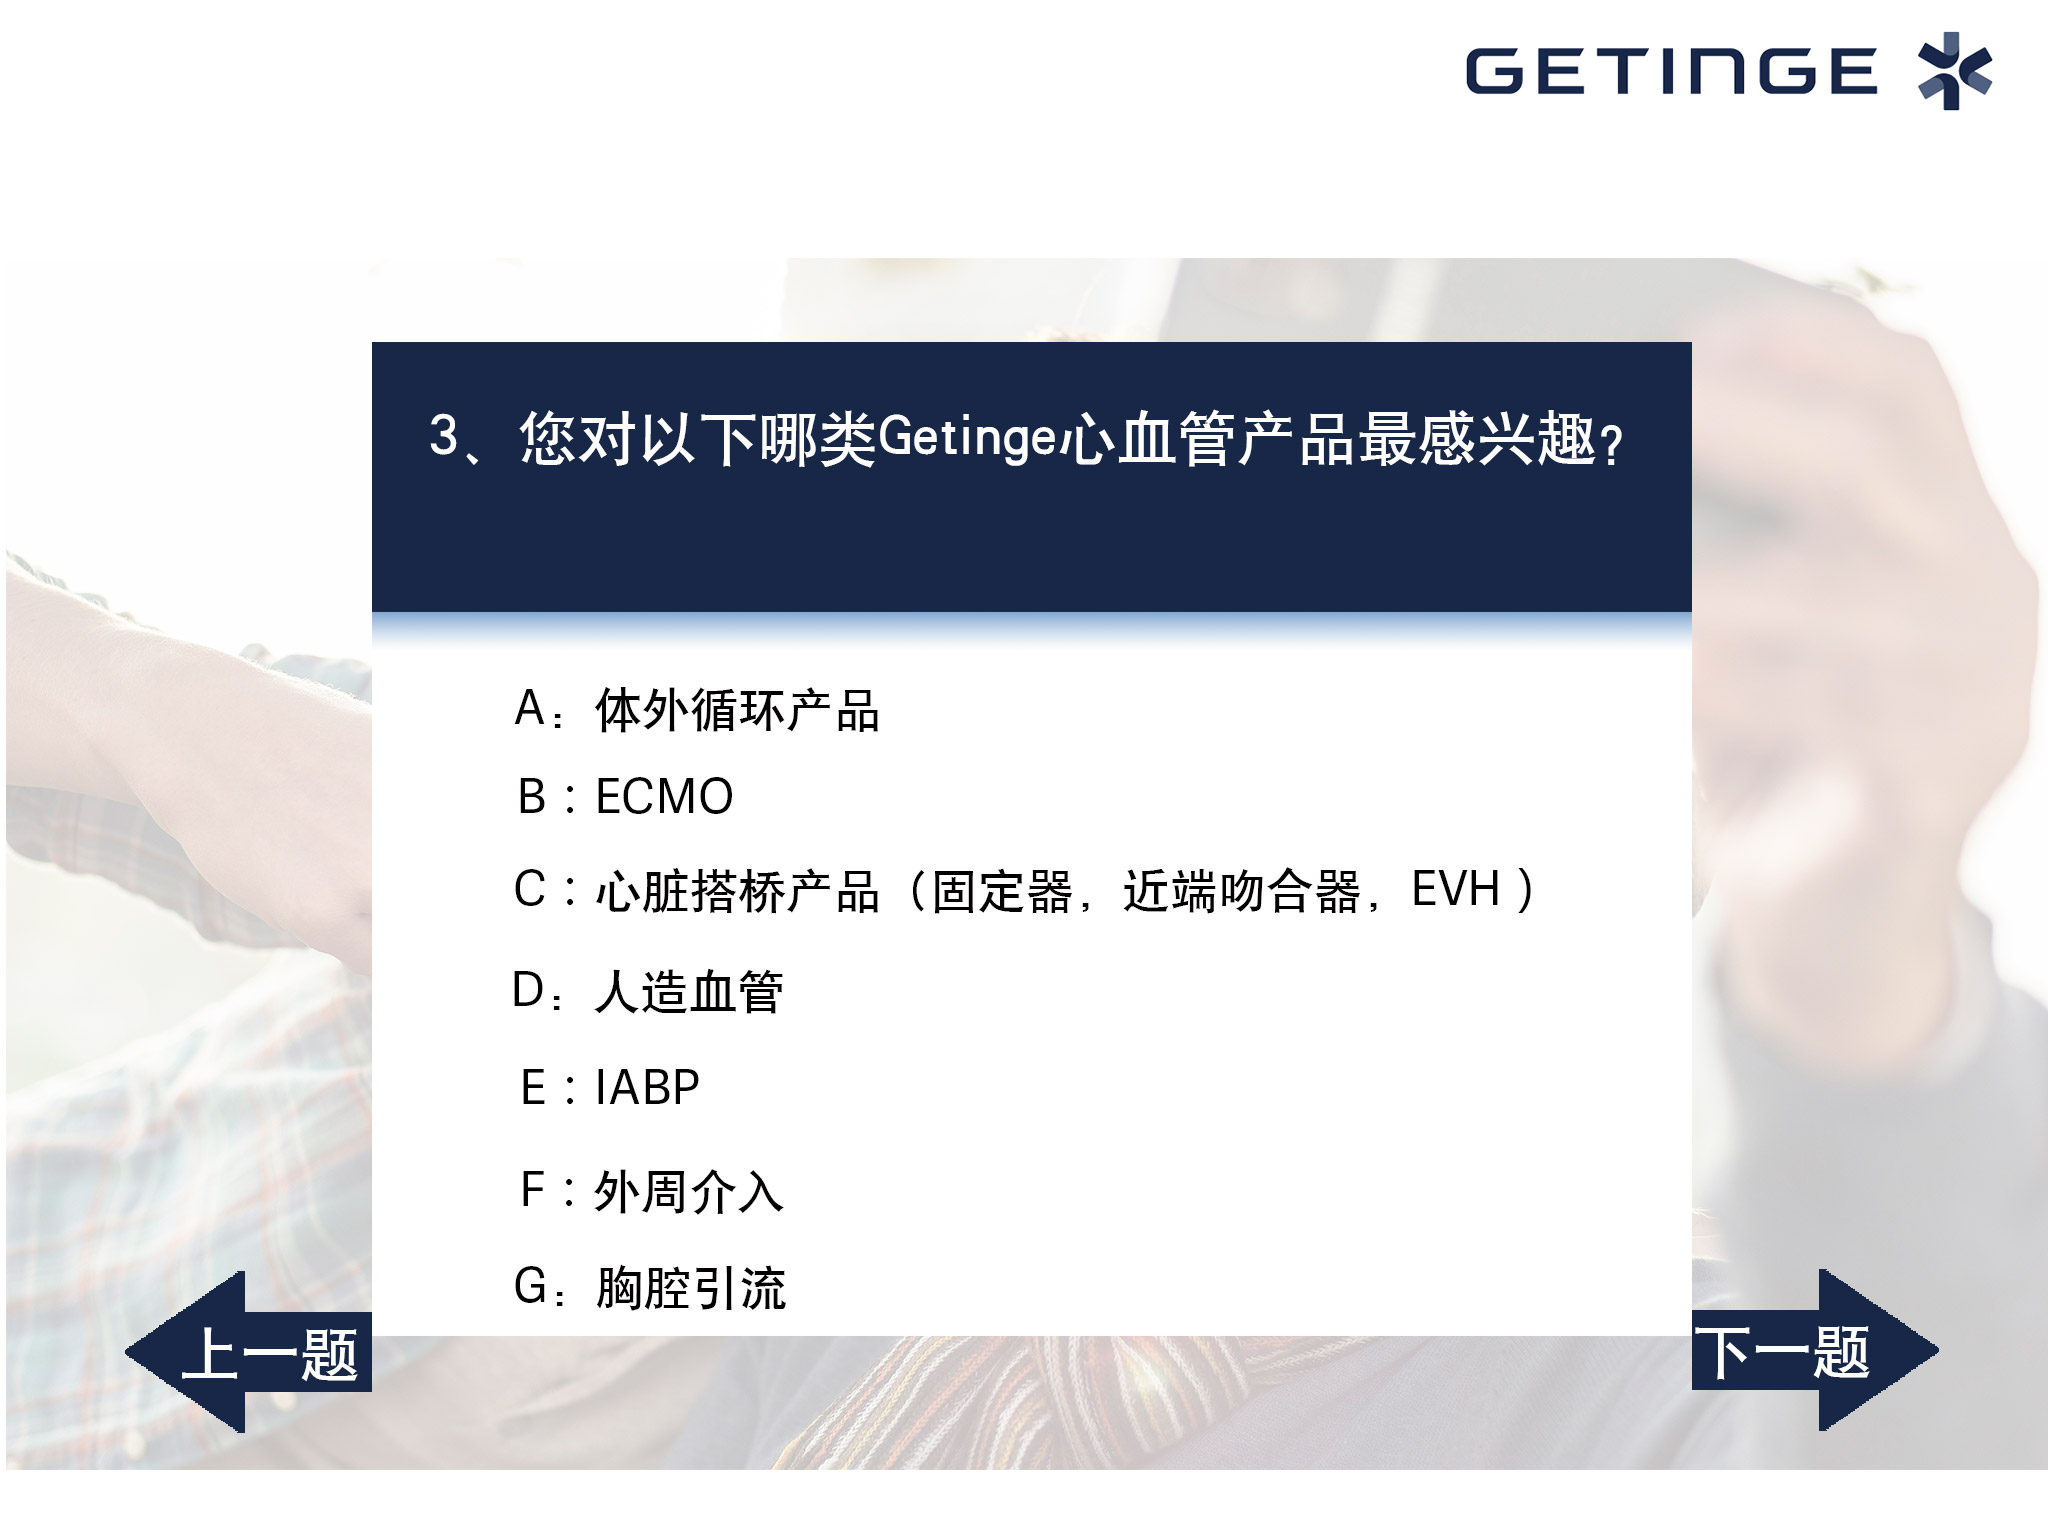 GETINGE
3、您对以下哪类Getinge心血管产品最感兴趣?
A：体外循环产品
B：ECMO
C：心脏搭桥产品（固定器，近端吻合器，EVH）
D：人造血管
E：IABP
F：外周介入
G：胸腔引流
上一题
下一题